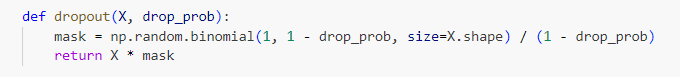 def dropout(X, drop_prob):
    mask = np.random.binomial(1, 1 - drop_prob, size=X.shape) / (1 - drop_prob)
    return X * mask